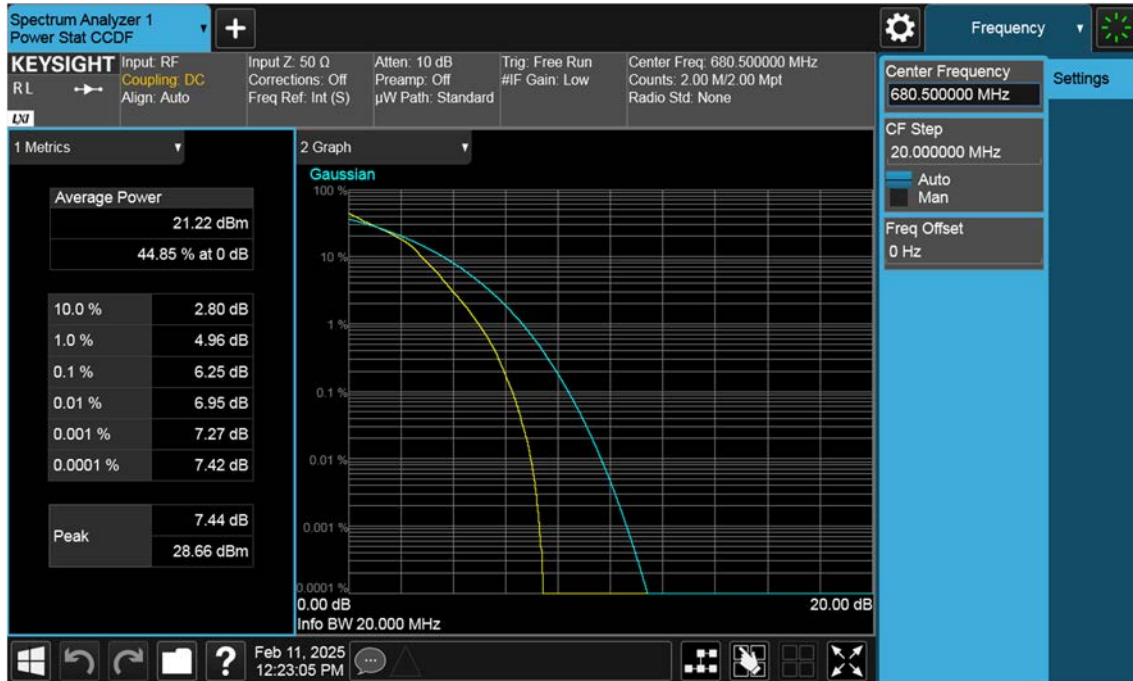 Spectrum Analyzer 1
Power Stat CCDF
Frequency
KEYSIGHT
R L
LXI
Input: RF
Coupling: DC
Align: Auto
Input Z: 50 Ω
Corrections: Off
Freq Ref: Int (S)
Atten: 10 dB
Preamp: Off
µW Path: Standard
Trig: Free Run
#IF Gain: Low
Center Freq: 680.500000 MHz
Counts: 2.00 M/2.00 Mpt
Radio Std: None
Center Frequency
680.500000 MHz
Settings
CF Step
20.000000 MHz
Auto
Man
Freq Offset
0 Hz
1 Metrics
Average Power
21.22 dBm
44.85 % at 0 dB
10.0 % 2.80 dB
1.0 % 4.96 dB
0.1 % 6.25 dB
0.01 % 6.95 dB
0.001 % 7.27 dB
0.0001 % 7.42 dB
Peak 7.44 dB
28.66 dBm
2 Graph
Gaussian
100 %
10 %
1 %
0.1 %
0.01 %
0.001 %
0.0001 %
0.00 dB 20.00 dB
Info BW 20.000 MHz
?
Feb 11, 2025
12:23:05 PM